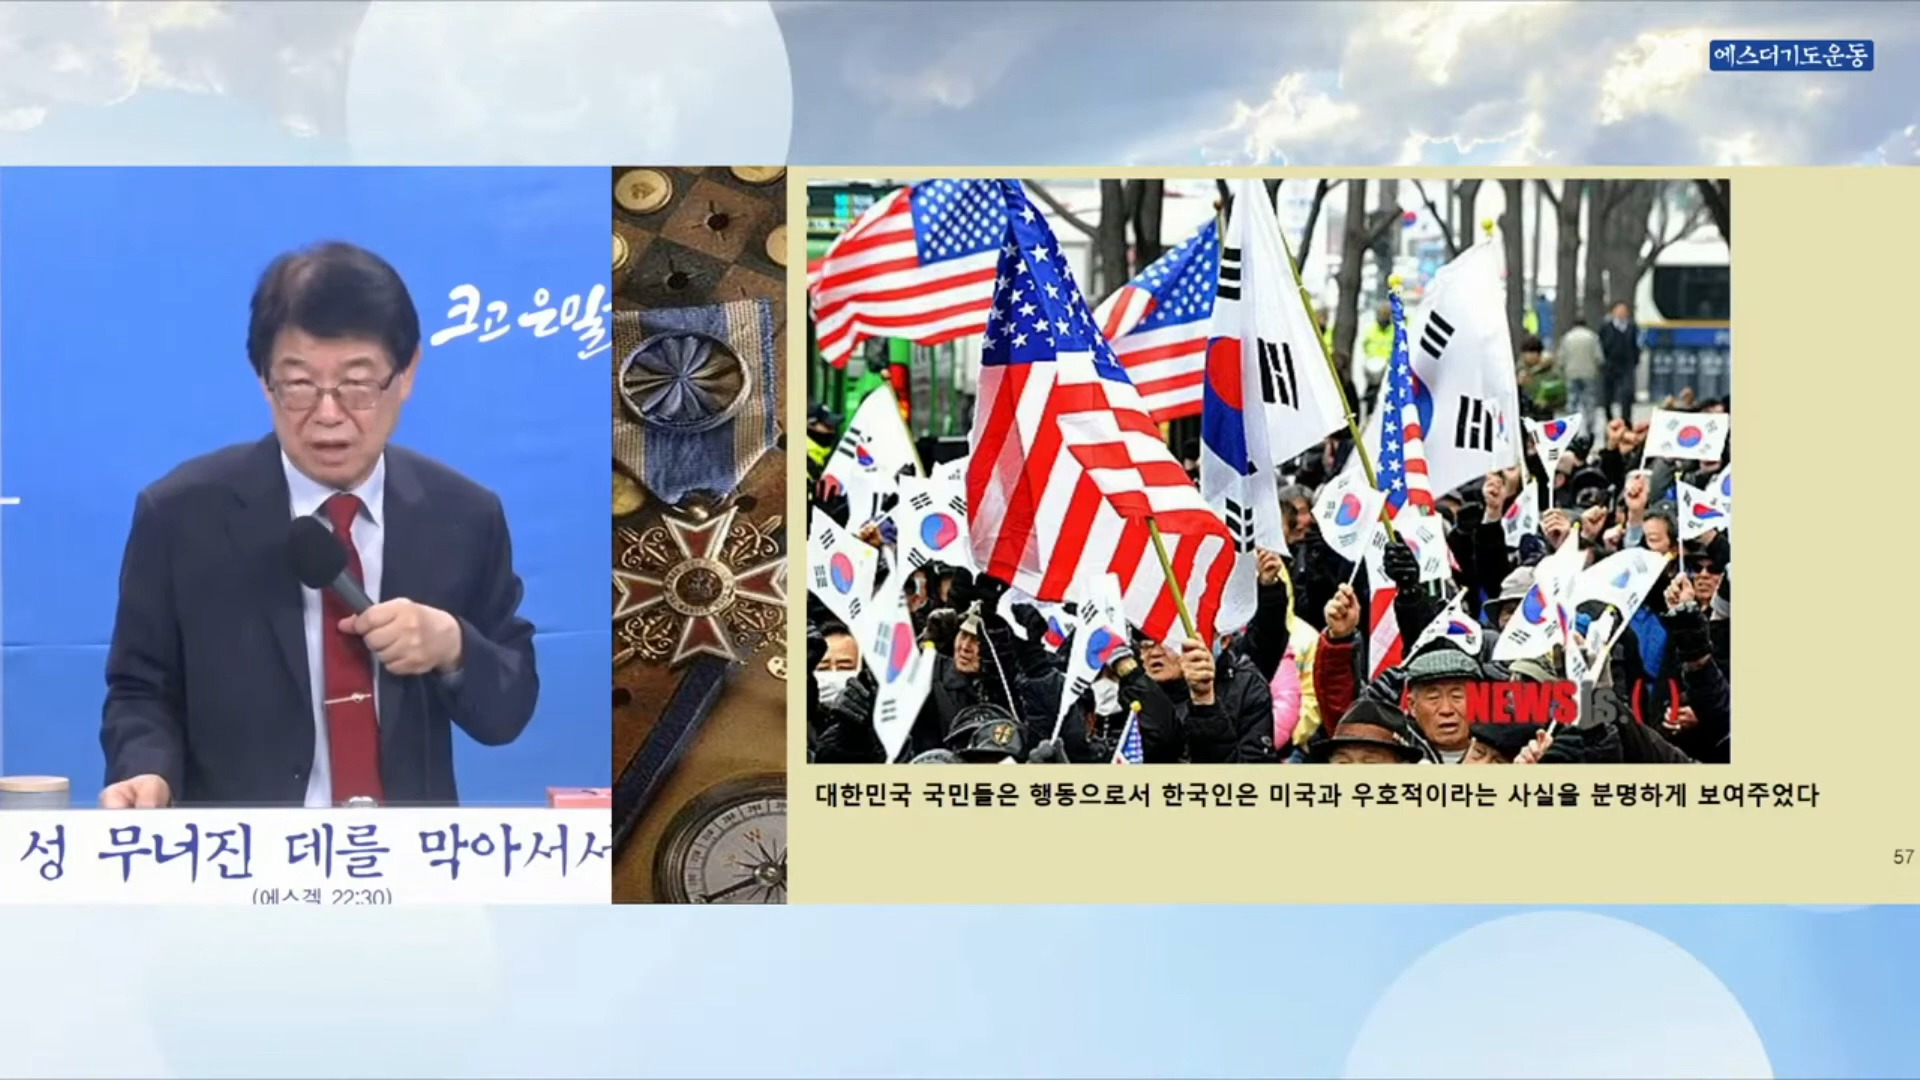 에스더기도운동
크고 은밀한
성 무너진 데를 막아서서
(에스겔 22:30)
NEWSis.( )
대한민국 국민들은 행동으로서 한국인은 미국과 우호적이라는 사실을 분명하게 보여주었다
57